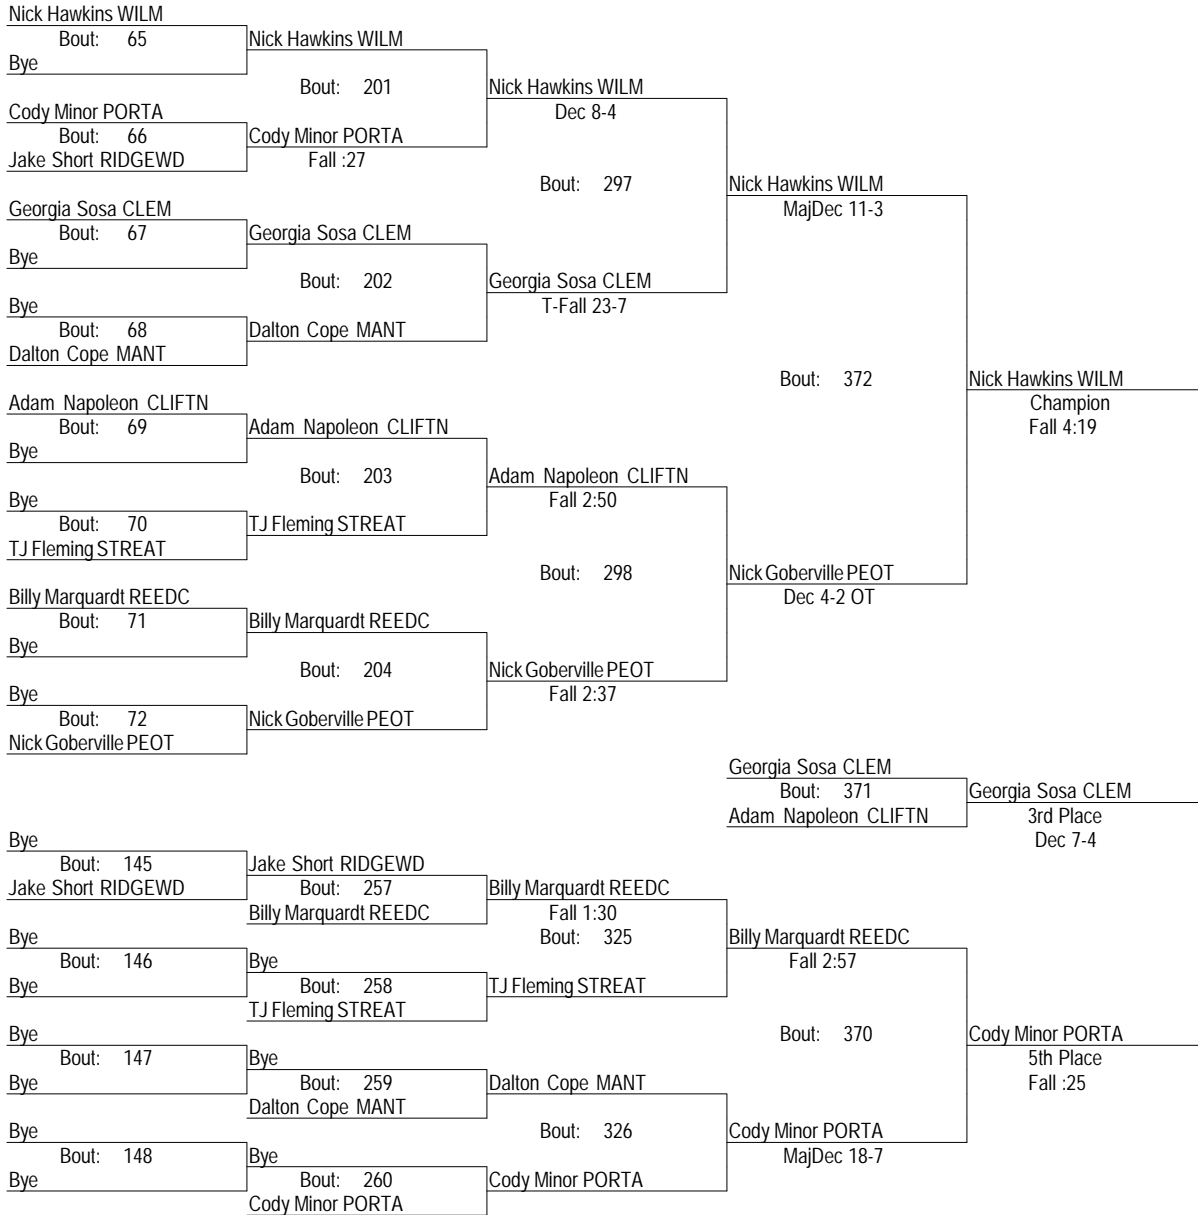 Nick Hawkins WILM
Bout: 65 Nick Hawkins WILM
Bye
Bout: 201 Nick Hawkins WILM
Cody Minor PORTA Dec 8-4
Bout: 66 Cody Minor PORTA
Jake Short RIDGEWD Fall :27
Bout: 297 Nick Hawkins WILM
Georgia Sosa CLEM MajDec 11-3
Bout: 67 Georgia Sosa CLEM
Bye
Bout: 202 Georgia Sosa CLEM
Bye T-Fall 23-7
Bout: 68 Dalton Cope MANT
Dalton Cope MANT
Bout: 372 Nick Hawkins WILM
Adam Napoleon CLIFTN Champion
Bout: 69 Adam Napoleon CLIFTN Fall 4:19
Bye
Bout: 203 Adam Napoleon CLIFTN
Bye Fall 2:50
Bout: 70 TJ Fleming STREAT
TJ Fleming STREAT
Bout: 298 Nick Goberville PEOT
Billy Marquardt REEDC Dec 4-2 OT
Bout: 71 Billy Marquardt REEDC
Bye
Bout: 204 Nick Goberville PEOT
Bye Fall 2:37
Bout: 72 Nick Goberville PEOT
Nick Goberville PEOT
Georgia Sosa CLEM
Bout: 371 Georgia Sosa CLEM
Adam Napoleon CLIFTN 3rd Place
Bye Dec 7-4
Bout: 145 Jake Short RIDGEWD
Jake Short RIDGEWD Bout: 257 Billy Marquardt REEDC
Billy Marquardt REEDC Fall 1:30
Bye Bout: 325 Billy Marquardt REEDC
Bout: 146 Bye Fall 2:57
Bye Bout: 258 TJ Fleming STREAT
TJ Fleming STREAT
Bye Bout: 370 Cody Minor PORTA
Bout: 147 Bye 5th Place
Bye Bout: 259 Dalton Cope MANT Fall :25
Dalton Cope MANT
Bye Bout: 326 Cody Minor PORTA
Bout: 148 Bye MajDec 18-7
Bye Bout: 260 Cody Minor PORTA
Cody Minor PORTA